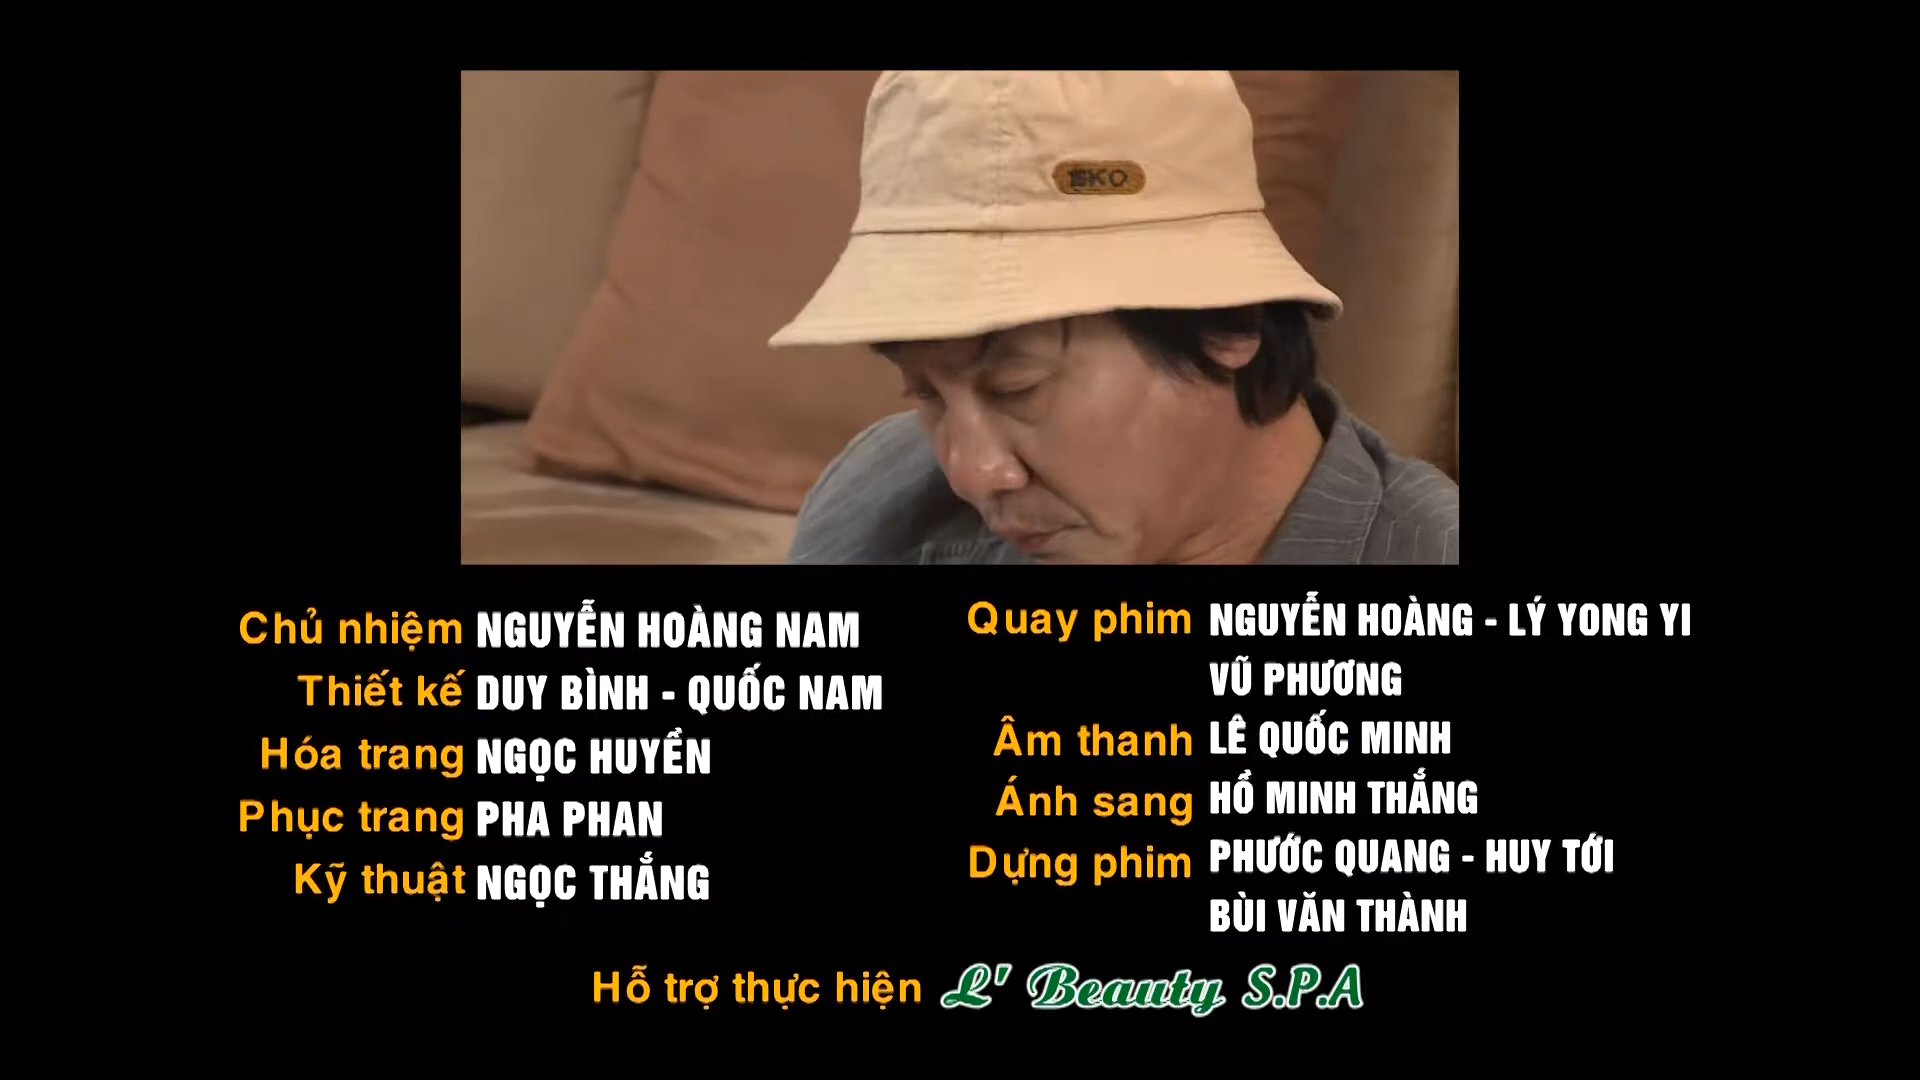 Chủ nhiệm NGUYỄN HOÀNG NAM
Thiết kế DUY BÌNH - QUỐC NAM
Hóa trang NGỌC HUYỀN
Phục trang PHA PHAN
Kỹ thuật NGỌC THẮNG
Quay phim NGUYỄN HOÀNG - LÝ YONG YI
VŨ PHƯƠNG
Âm thanh LÊ QUỐC MINH
Ánh sang HỒ MINH THẮNG
Dựng phim PHƯỚC QUANG - HUY TỚI
BÙI VĂN THÀNH
Hỗ trợ thực hiện L' Beauty S.P.A